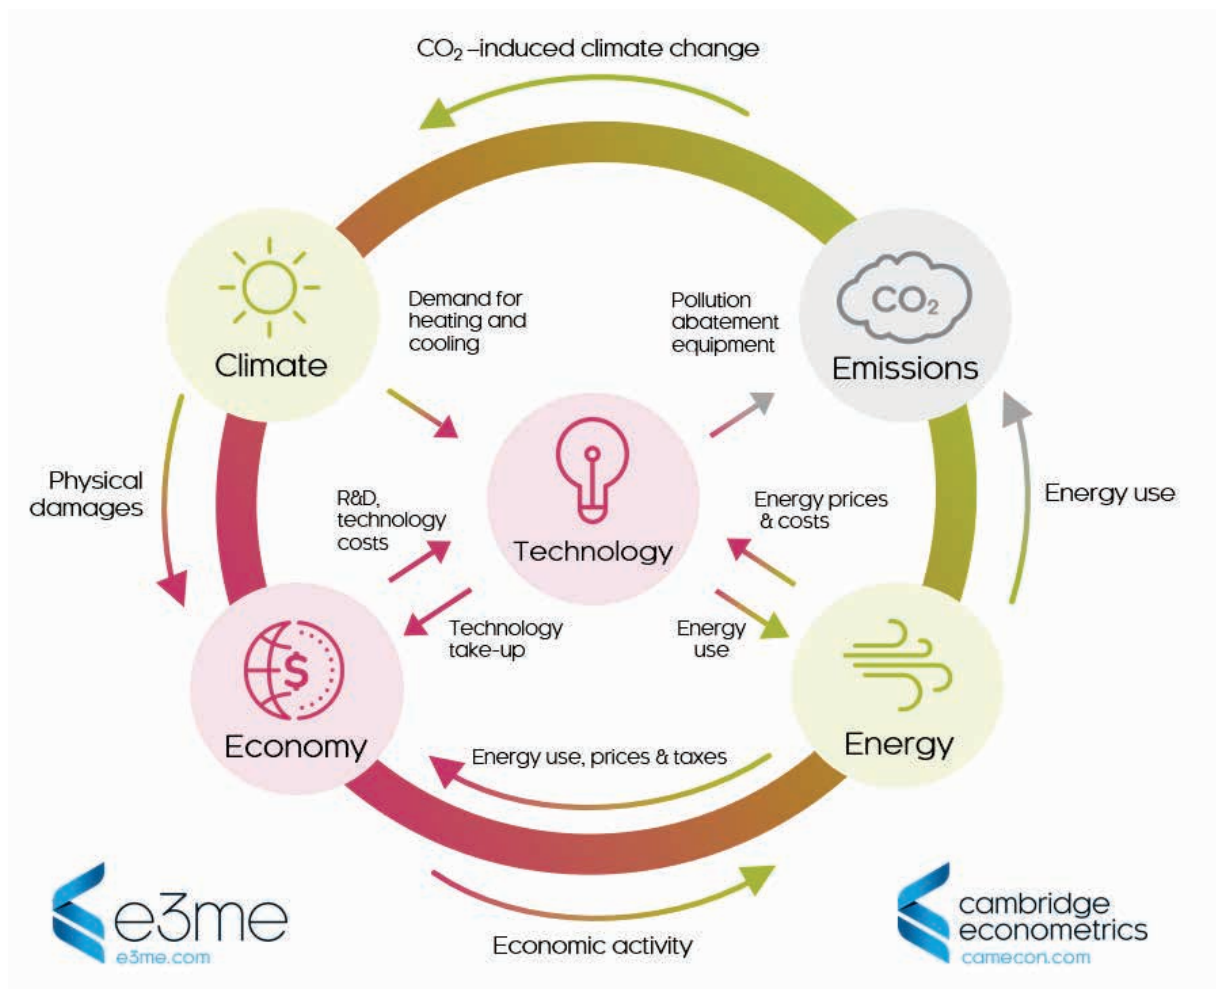 CO₂ –induced climate change
Climate
Demand for
heating and
cooling
Pollution
abatement
equipment
CO₂
Emissions
Physical
damages
R&D,
technology
costs
Technology
Energy prices
& costs
Energy use
Technology
take-up
Energy
use
$
Economy
Energy use, prices & taxes
Energy
Economic activity
e3me
e3me.com
cambridge
econometrics
camecon.com